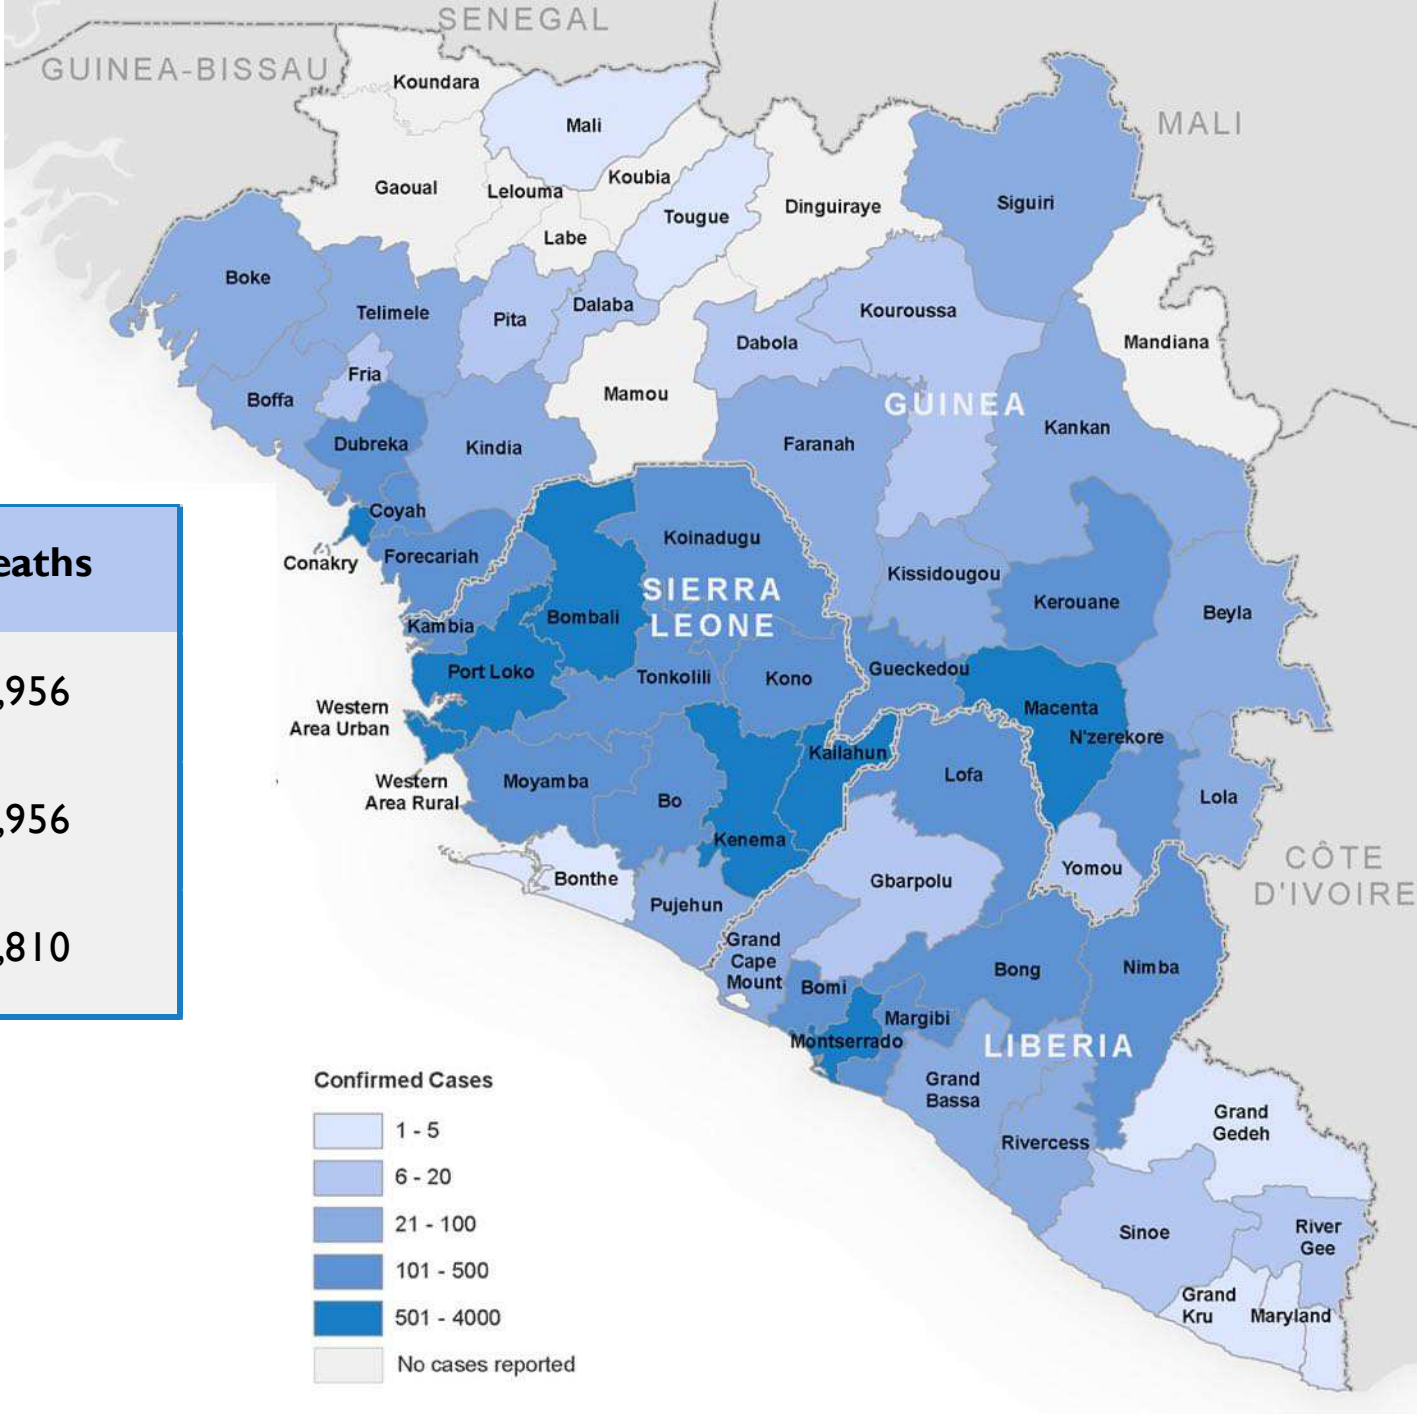 SENEGAL
GUINEA-BISSAU
MALI
Koundara
Mali
Gaoual
Lelouma
Koubia
Labe
Tougue
Dinguiraye
Siguiri
Boke
Telimele
Pita
Dalaba
Kouroussa
Dabola
Mandiana
Fria
Boffa
Mamou
GUINEA
Kankan
Dubreka
Kindia
Faranah
Coyah
Conakry
Forecariah
Koinadugu
Kissidougou
SIERRA
LEONE
Kerouane
Beyla
Kambia
Bombali
Port Loko
Tonkolili
Kono
Gueckedou
Macenta
N'zerekore
Western
Area Urban
Western
Area Rural
Moyamba
Bo
Kailahun
Lofa
Lola
Kenema
Bonthe
Pujehun
Gbarpolu
Yomou
CÔTE
D'IVOIRE
Grand
Cape
Mount
Bomi
Bong
Nimba
Margibi
Montserrado
LIBERIA
Grand
Bassa
Rivercess
Grand
Gedeh
Sinoe
River
Gee
Grand
Kru
Maryland
eaths
,956
,956
,810
Confirmed Cases
1 - 5
6 - 20
21 - 100
101 - 500
501 - 4000
No cases reported